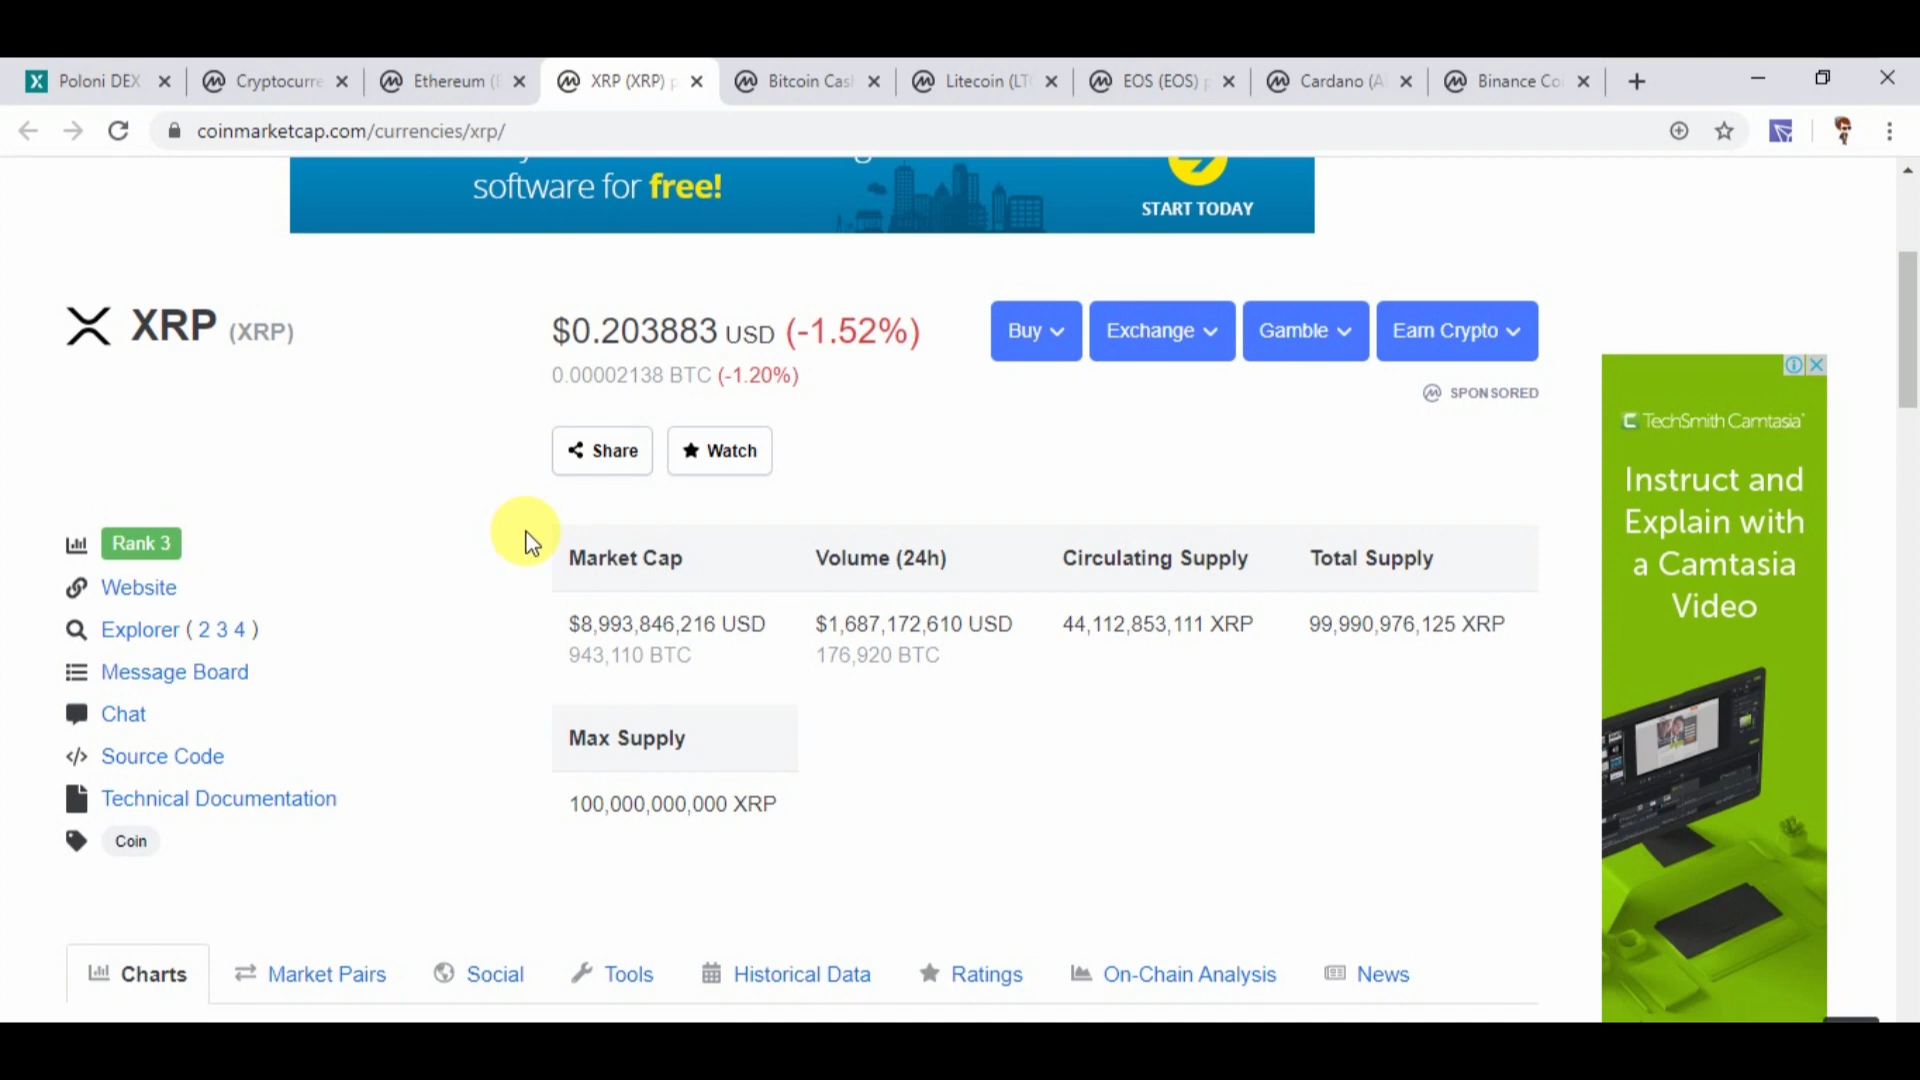 Poloni DEX
Cryptocurre
Ethereum (
XRP (XRP) p
Bitcoin Cas
Litecoin (LT
EOS (EOS) p
Cardano (A
Binance Co
coinmarketcap.com/currencies/xrp/
software for free!
START TODAY
XRP (XRP)
$0.203883 USD (-1.52%)
0.00002138 BTC (-1.20%)
Buy
Exchange
Gamble
Earn Crypto
SPONSORED
Share
Watch
Rank 3
Website
Explorer ( 2 3 4 )
Message Board
Chat
Source Code
Technical Documentation
Coin
Market Cap
Volume (24h)
Circulating Supply
Total Supply
$8,993,846,216 USD
$1,687,172,610 USD
44,112,853,111 XRP
99,990,976,125 XRP
943,110 BTC
176,920 BTC
Max Supply
100,000,000,000 XRP
TechSmith Camtasia
Instruct and
Explain with
a Camtasia
Video
Charts
Market Pairs
Social
Tools
Historical Data
Ratings
On-Chain Analysis
News